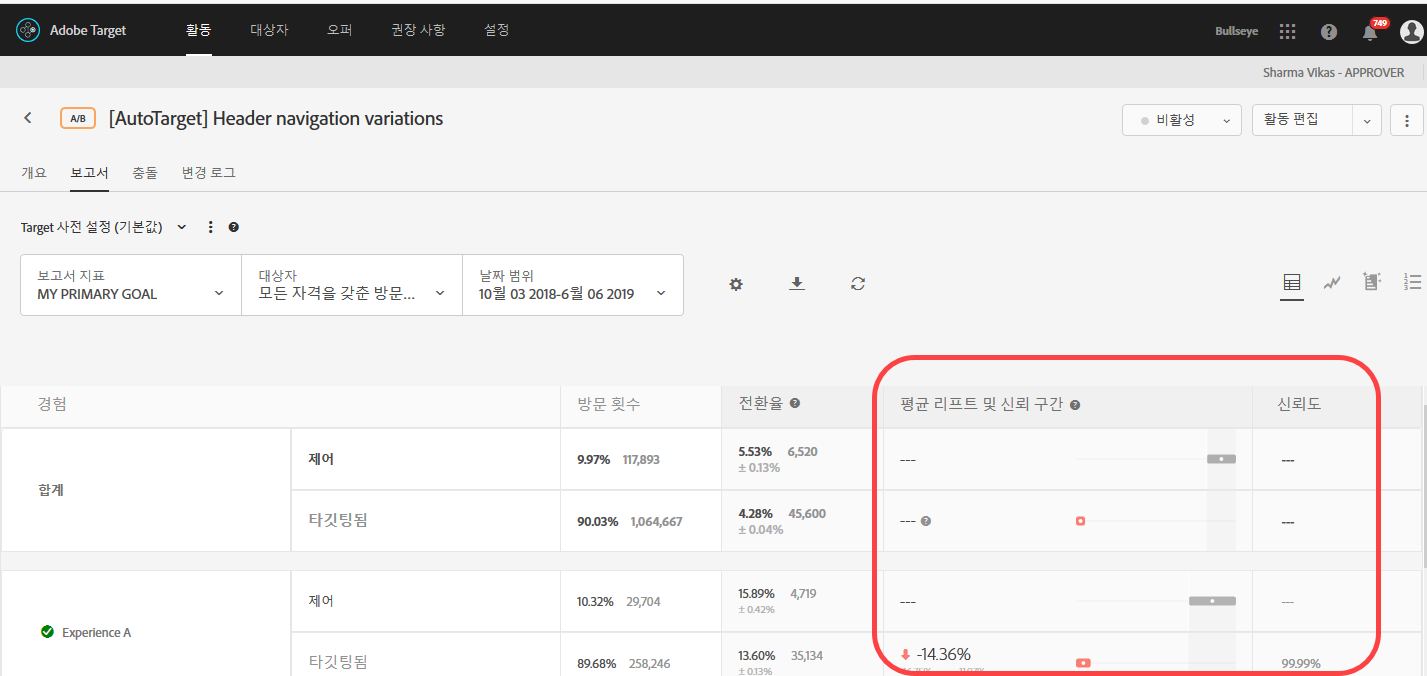 Adobe Target 활동 대상자 오퍼 권장 사항 설정 Bullseye 749
Sharma Vikas - APPROVER
A/B [AutoTarget] Header navigation variations 비활성 활동 편집
개요 보고서 충돌 변경 로그
Target 사전 설정 (기본값)
보고서 지표 대상자 날짜 범위
MY PRIMARY GOAL 모든 자격을 갖춘 방문... 10월 03 2018-6월 06 2019
경험 방문 횟수 전환율 평균 리프트 및 신뢰 구간 신뢰도
합계
제어 9.97% 117,893 5.53% 6,520 --- ---
± 0.13%
타깃팅됨 90.03% 1,064,667 4.28% 45,600 --- ---
± 0.04%
Experience A
제어 10.32% 29,704 15.89% 4,719 --- ---
± 0.42%
타깃팅됨 89.68% 258,246 13.60% 35,134 -14.36% 99.99%
± 0.13%